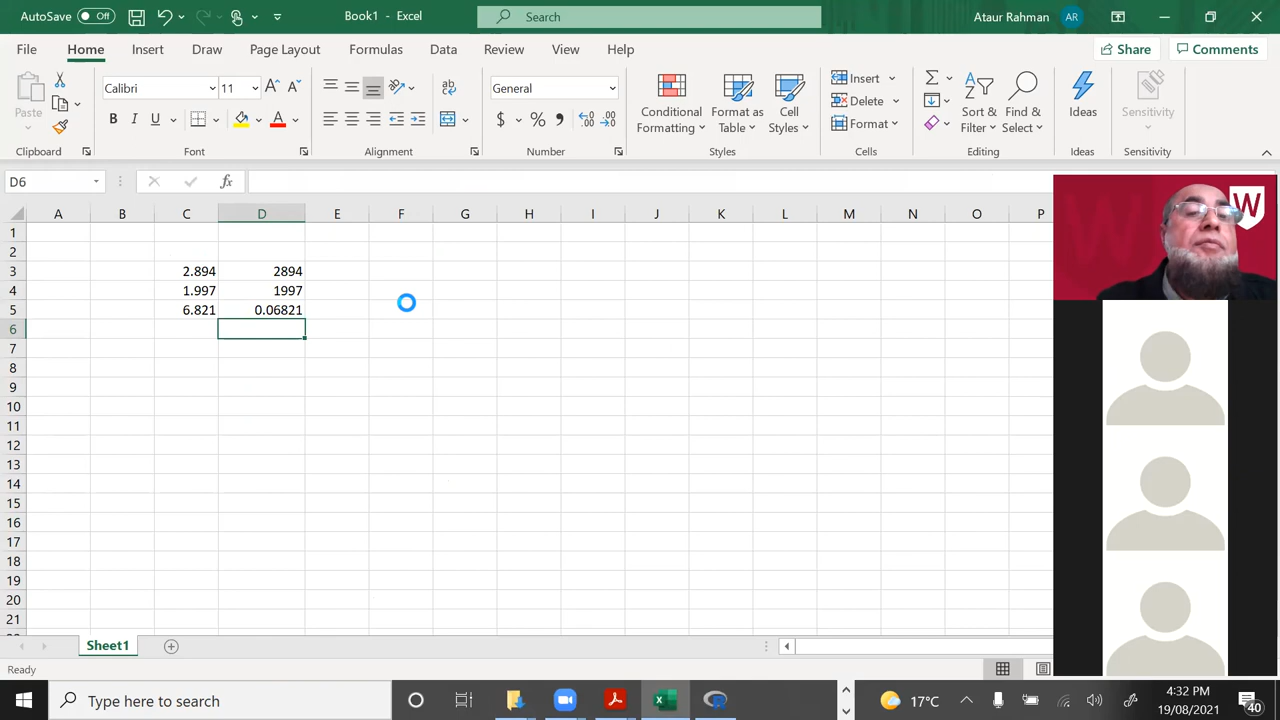 AutoSave Off Book1 - Excel Search Ataur Rahman AR
File Home Insert Draw Page Layout Formulas Data Review View Help Share Comments
Paste Calibri 11 General Conditional Formatting Format as Table Cell Styles Insert Delete Format Sort & Filter Find & Select Ideas Sensitivity
Clipboard Font Alignment Number Styles Cells Editing Ideas Sensitivity
D6 fx
A B C D E F G H I J K L M N O P
1
2
3 2.894 2894
4 1.997 1997
5 6.821 0.06821
6
7
8
9
10
11
12
13
14
15
16
17
18
19
20
21
W
Sheet1
Ready
Type here to search 17°C 4:32 PM
19/08/2021 40